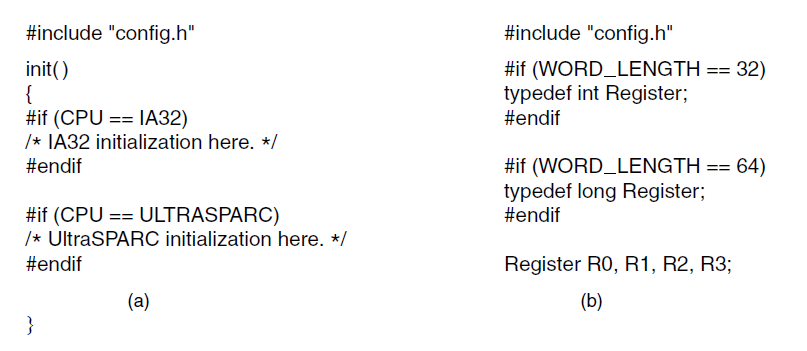 #include "config.h"
init( )
{
#if (CPU == IA32)
/* IA32 initialization here. */
#endif
#if (CPU == ULTRASPARC)
/* UltraSPARC initialization here. */
#endif
(a)
}
#include "config.h"
#if (WORD_LENGTH == 32)
typedef int Register;
#endif
#if (WORD_LENGTH == 64)
typedef long Register;
#endif
Register R0, R1, R2, R3;
(b)